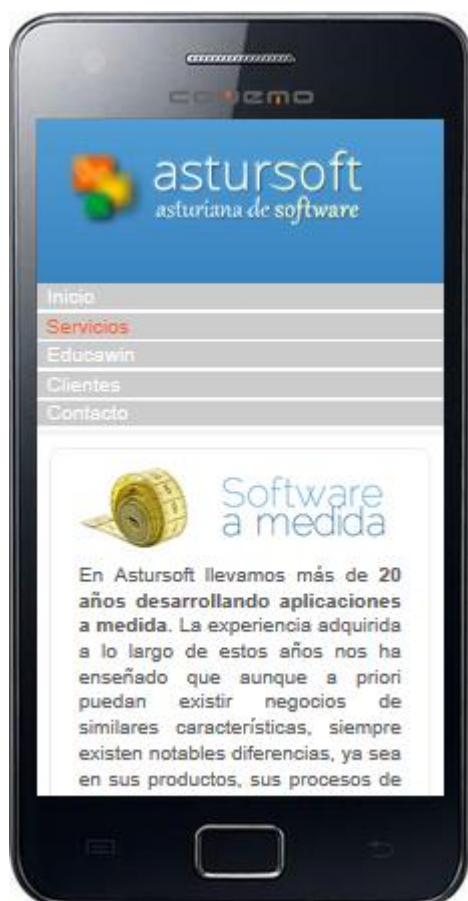 codemo
astursoft
asturiana de software
Inicio
Servicios
Educawin
Clientes
Contacto
Software
a medida
En Astursoft llevamos más de 20
años desarrollando aplicaciones
a medida. La experiencia adquirida
a lo largo de estos años nos ha
enseñado que aunque a priori
puedan existir negocios de
similares características, siempre
existen notables diferencias, ya sea
en sus productos, sus procesos de